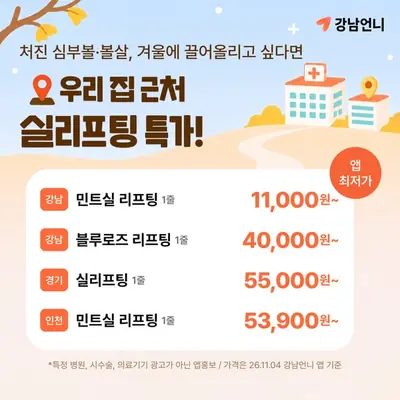 강남언니
처진 심부볼·볼살, 겨울에 끌어올리고 싶다면
우리 집 근처
실리프팅 특가!
앱
최저가
강남 민트실 리프팅 1줄 11,000원~
강남 블루로즈 리프팅 1줄 40,000원~
경기 실리프팅 1줄 55,000원~
인천 민트실 리프팅 1줄 53,900원~
*특정 병원, 시수술, 의료기기 광고가 아닌 앱홍보 / 가격은 26.11.04 강남언니 앱 기준